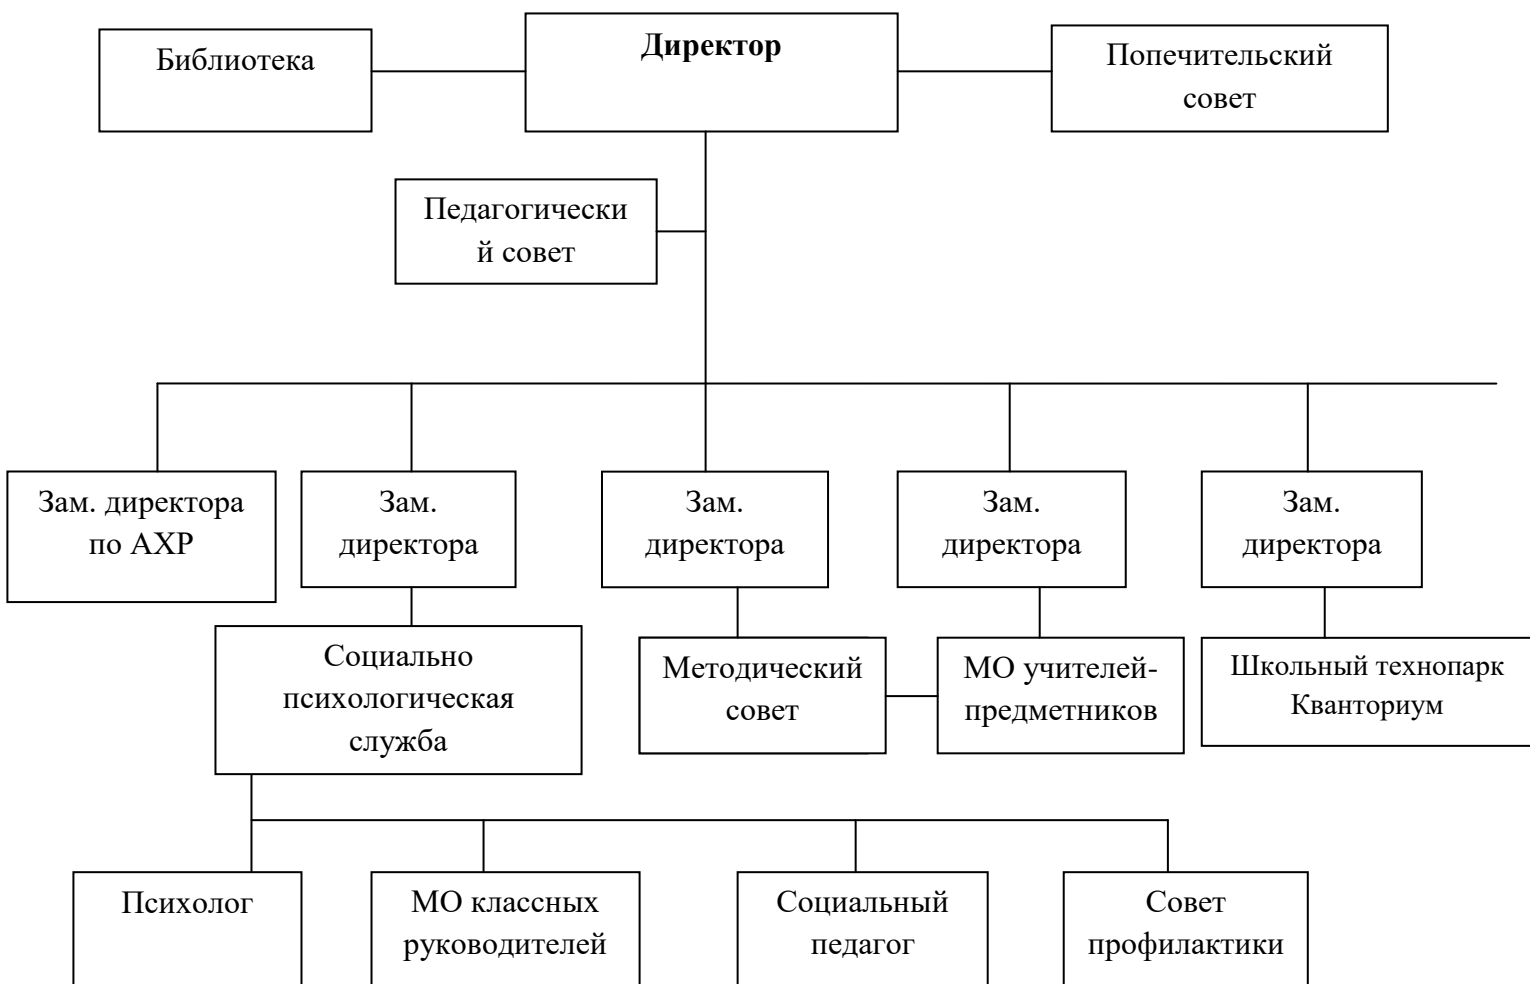 Библиотека
Директор
Попечительский
совет
Педагогически
й совет
Зам. директора
по АХР
Зам.
директора
Зам.
директора
Зам.
директора
Зам.
директора
Социально
психологическая
служба
Методический
совет
МО учителей-
предметников
Школьный технопарк
Кванториум
Психолог
МО классных
руководителей
Социальный
педагог
Совет
профилактики